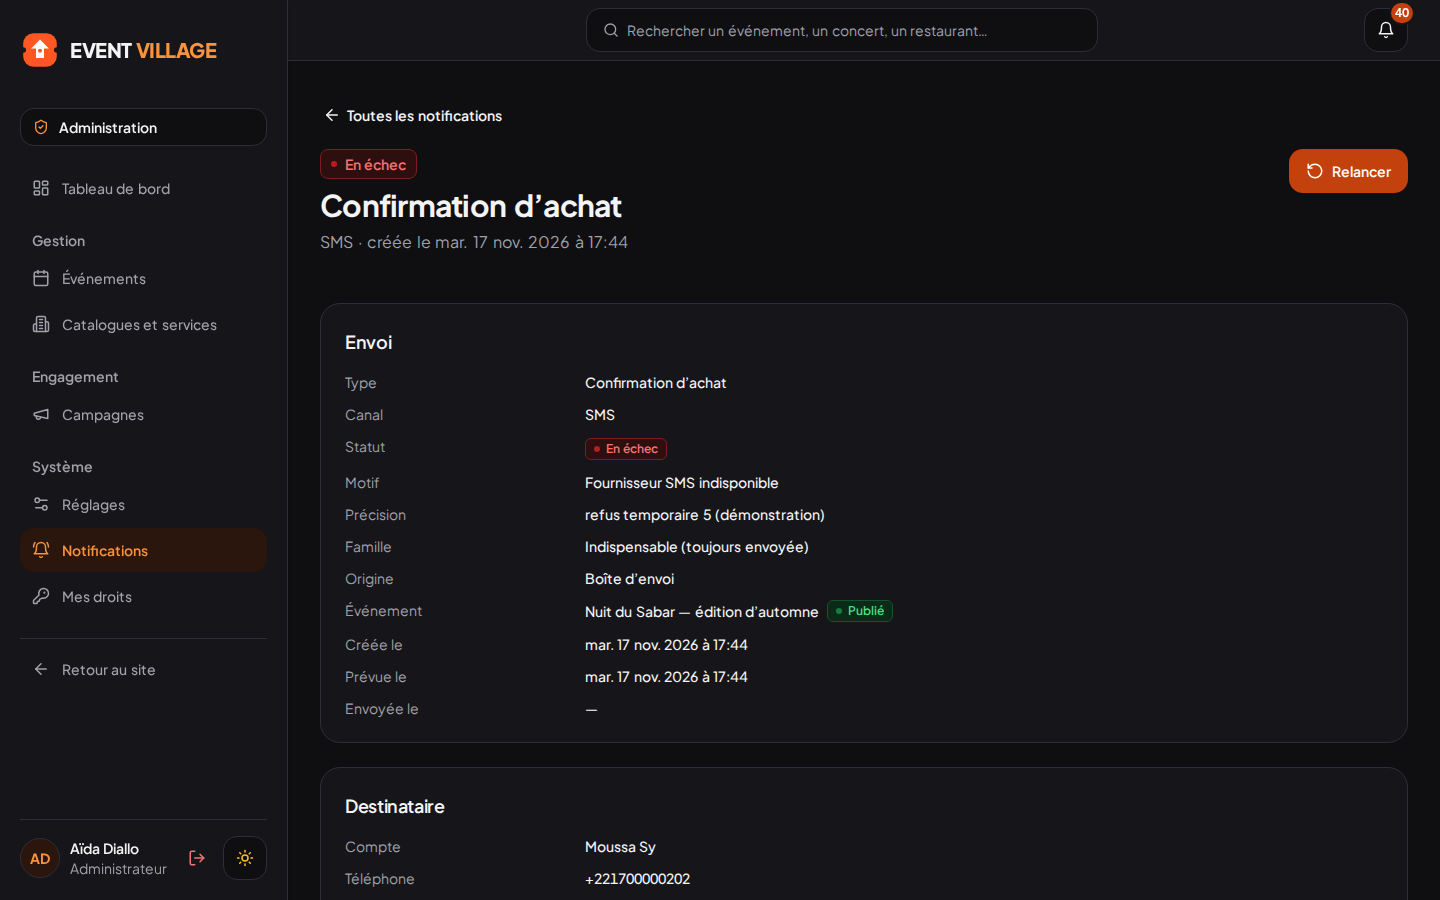 EVENT VILLAGE
Rechercher un événement, un concert, un restaurant…
40
Administration
Tableau de bord
Gestion
Événements
Catalogues et services
Engagement
Campagnes
Système
Réglages
Notifications
Mes droits
Retour au site
AD
Aïda Diallo
Administrateur
Toutes les notifications
En échec
Relancer
Confirmation d’achat
SMS · créée le mar. 17 nov. 2026 à 17:44
Envoi
Type Confirmation d’achat
Canal SMS
Statut En échec
Motif Fournisseur SMS indisponible
Précision refus temporaire 5 (démonstration)
Famille Indispensable (toujours envoyée)
Origine Boîte d’envoi
Événement Nuit du Sabar — édition d’automne Publié
Créée le mar. 17 nov. 2026 à 17:44
Prévue le mar. 17 nov. 2026 à 17:44
Envoyée le —
Destinataire
Compte Moussa Sy
Téléphone +221700000202